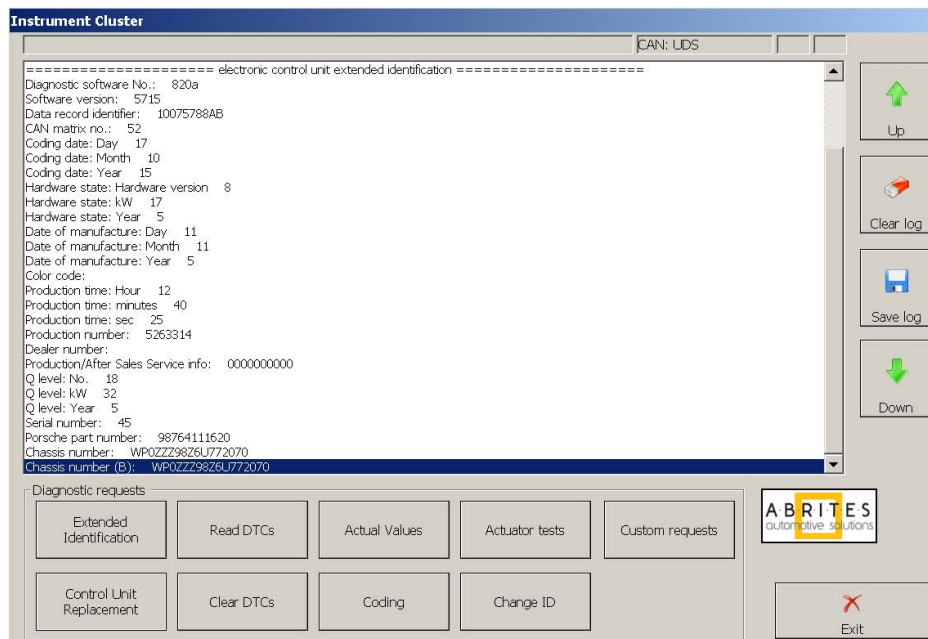 Instrument Cluster
CAN: UDS
===================== electronic control unit extended identification =====================
Diagnostic software No.: 820a
Software version: 5715
Data record identifier: 10075788AB
CAN matrix no.: 52
Coding date: Day 17
Coding date: Month 10
Coding date: Year 15
Hardware state: Hardware version 8
Hardware state: kW 17
Hardware state: Year 5
Date of manufacture: Day 11
Date of manufacture: Month 11
Date of manufacture: Year 5
Color code:
Production time: Hour 12
Production time: minutes 40
Production time: sec 25
Production number: 5263314
Dealer number:
Production/After Sales Service info: 0000000000
Q level: No. 18
Q level: kW 32
Q level: Year 5
Serial number: 45
Porsche part number: 98764111620
Chassis number: WP0ZZZ98Z6U772070
Chassis number (B): WP0ZZZ98Z6U772070
Up
Clear log
Save log
Down
Diagnostic requests
Extended
Identification
Read DTCs
Actual Values
Actuator tests
Custom requests
Control Unit
Replacement
Clear DTCs
Coding
Change ID
A·B·R·I·T·E·S
automotive solutions
Exit